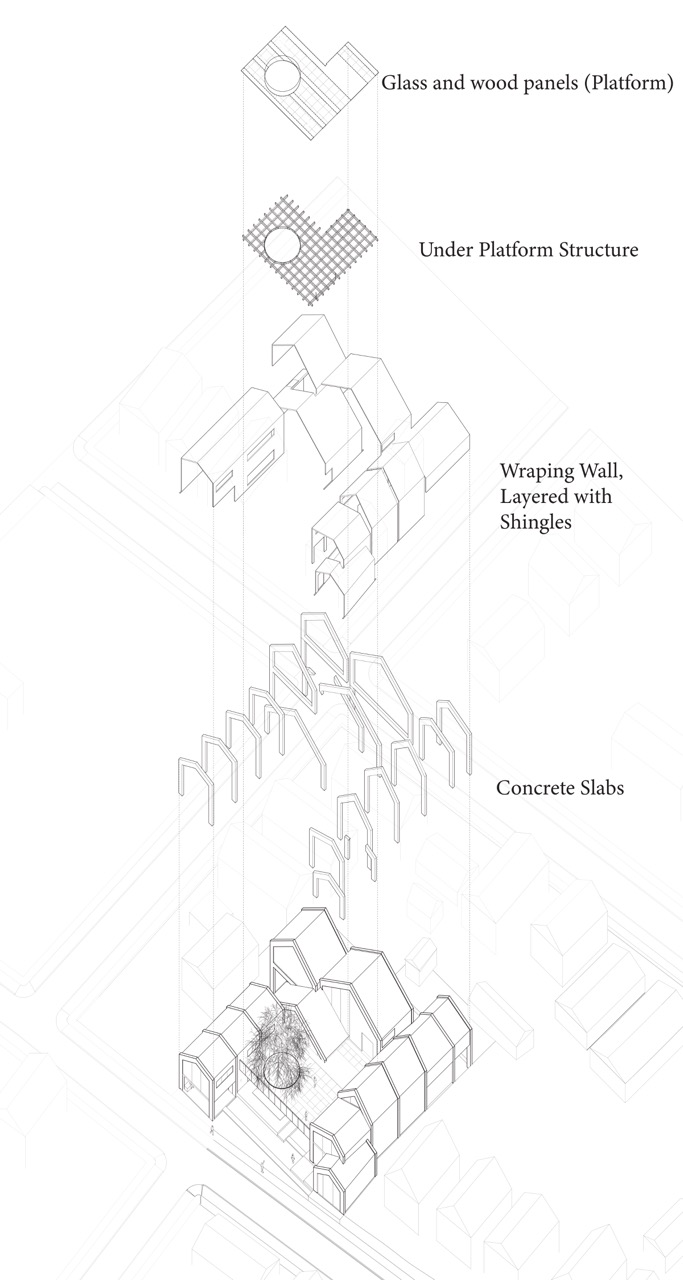 Glass and wood panels (Platform)
Under Platform Structure
Wraping Wall,
Layered with
Shingles
Concrete Slabs